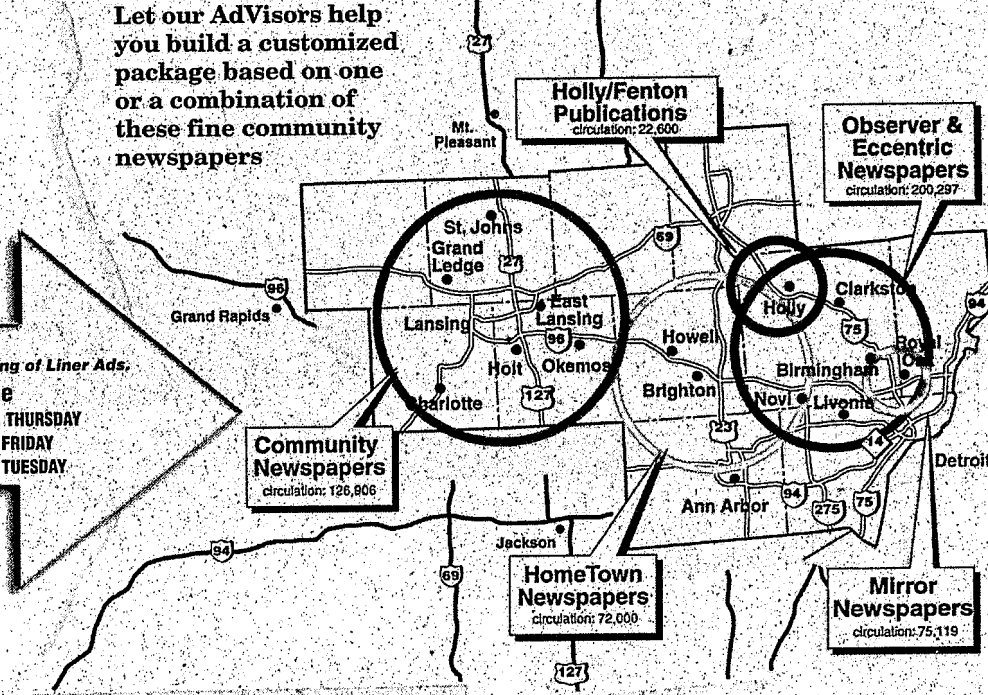 Let our AdVisors help
you build a customized
package based on one
or a combination of
these fine community
newspapers
27
Mt.
Pleasant
Holly/Fenton
Publications
circulation: 22,600
Observer &
Eccentric
Newspapers
circulation: 200,297
St. Johns
Grand
Ledge
27
69
96
Grand Rapids
Lansing
East
Lansing
96
Holt
Okemos
Charlotte
127
Howell
Brighton
23
Holly
Clarkston
75
94
Royal
Oak
Birmingham
Novi
Livonia
14
Detroit
ng of Liner Ads.
e
THURSDAY
FRIDAY
TUESDAY
Community
Newspapers
circulation: 126,906
Ann Arbor
94
275
75
94
69
Jackson
HomeTown
Newspapers
circulation: 72,000
127
Mirror
Newspapers
circulation: 75,119